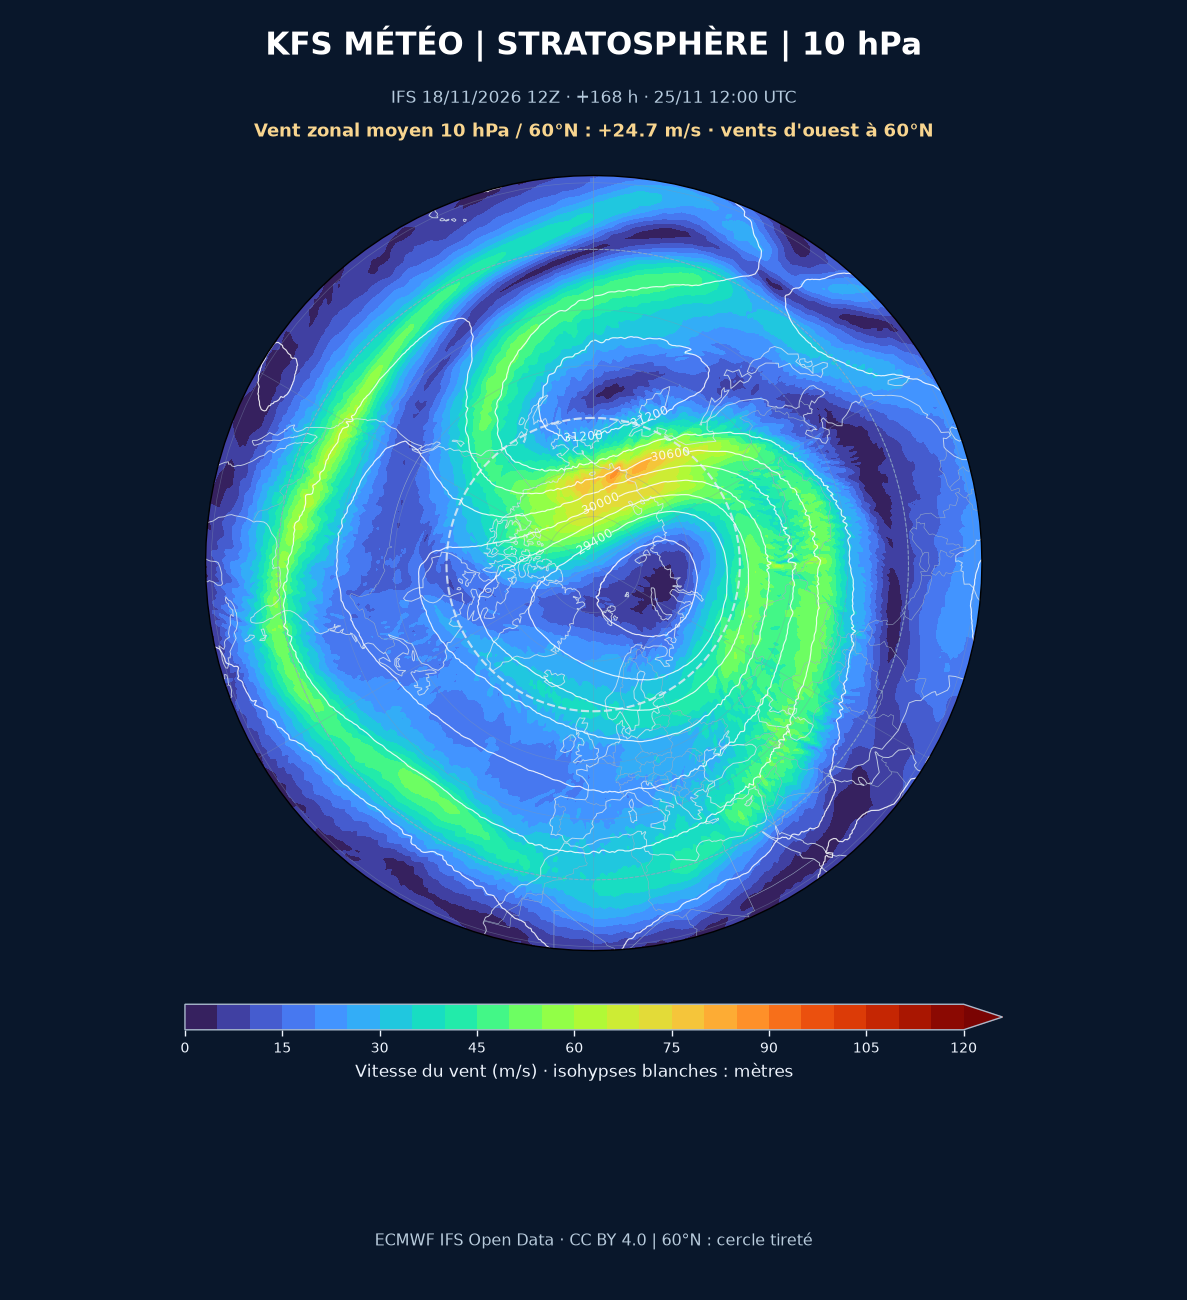 KFS MÉTÉO | STRATOSPHÈRE | 10 hPa
IFS 18/11/2026 12Z · +168 h · 25/11 12:00 UTC
Vent zonal moyen 10 hPa / 60°N : +24.7 m/s · vents d'ouest à 60°N
31200
31200
30600
30000
29400
0 15 30 45 60 75 90 105 120
Vitesse du vent (m/s) · isohypses blanches : mètres
ECMWF IFS Open Data · CC BY 4.0 | 60°N : cercle tireté